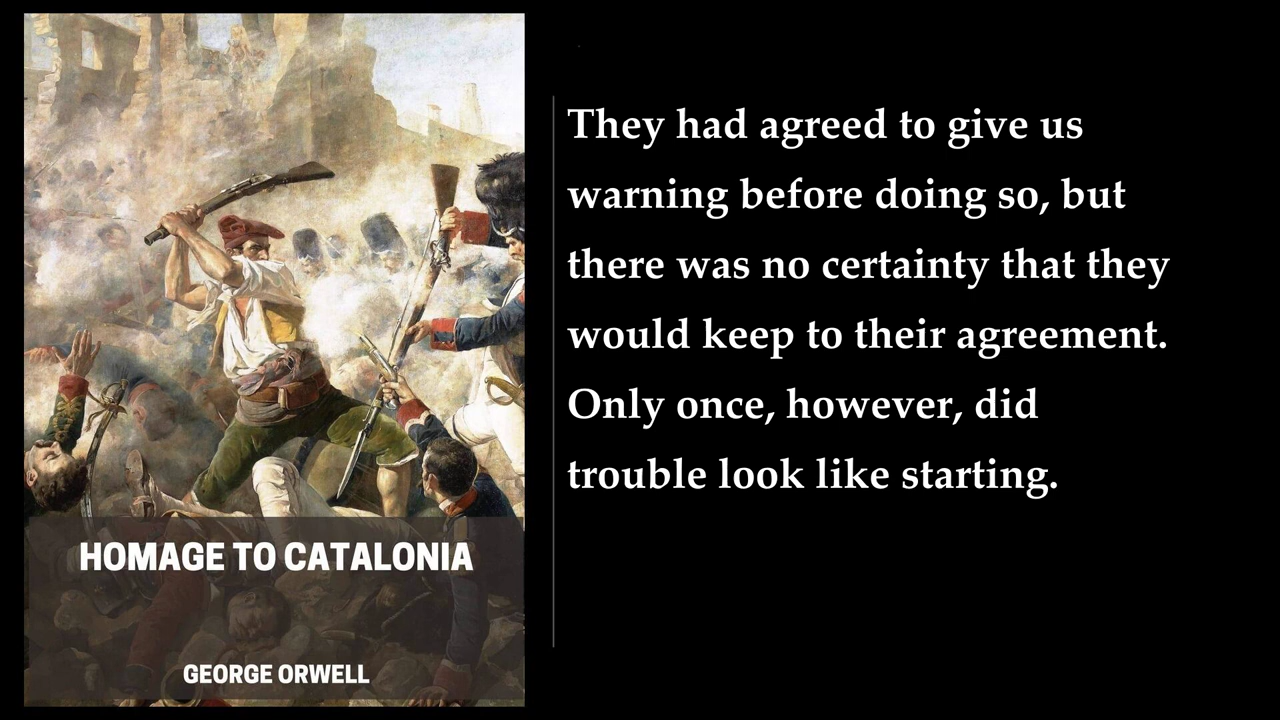 They had agreed to give us
warning before doing so, but
there was no certainty that they
would keep to their agreement.
Only once, however, did
trouble look like starting.
HOMAGE TO CATALONIA
GEORGE ORWELL